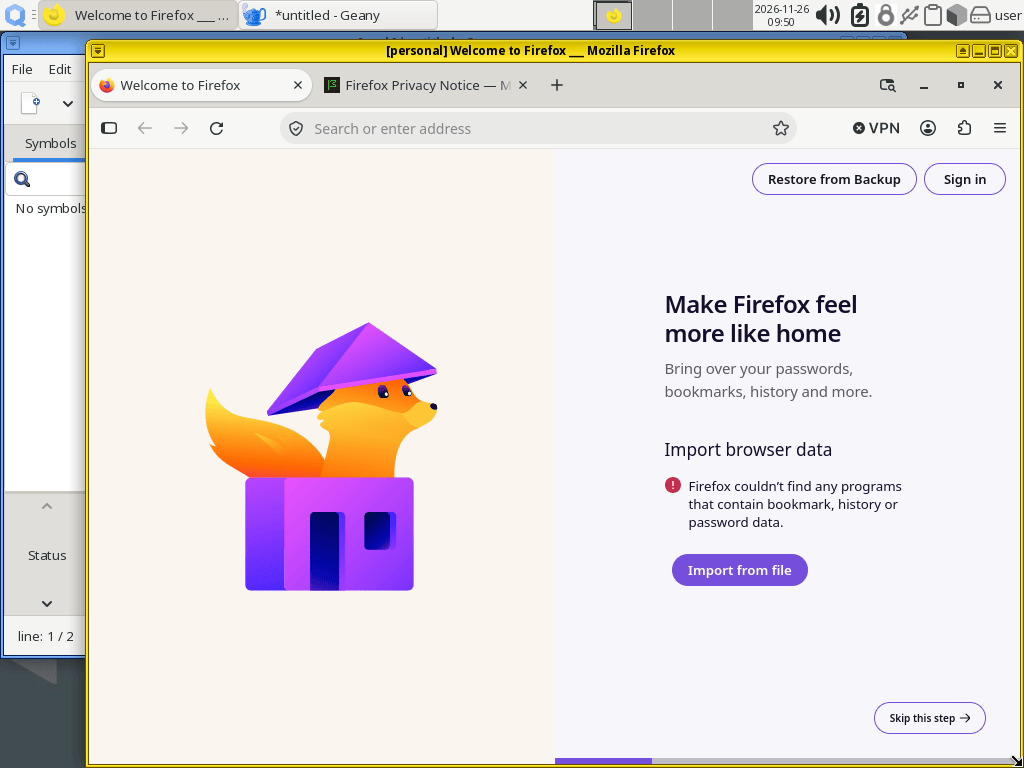 Welcome to Firefox ___ ...
*untitled - Geany
2026-11-26
09:50
user
[personal] Welcome to Firefox ___ Mozilla Firefox
File Edit
Welcome to Firefox
Firefox Privacy Notice — M
Search or enter address
VPN
Symbols
No symbols
Restore from Backup
Sign in
Make Firefox feel
more like home
Bring over your passwords,
bookmarks, history and more.
Import browser data
Firefox couldn’t find any programs
that contain bookmark, history or
password data.
Import from file
Status
line: 1 / 2
Skip this step